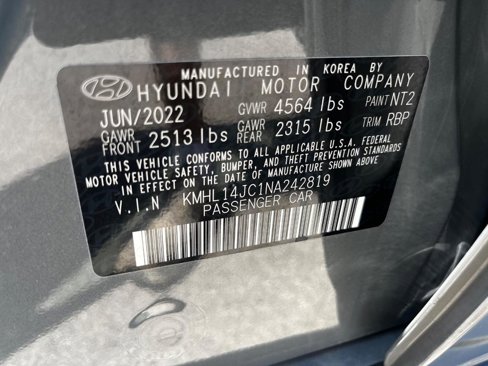 MANUFACTURED IN KOREA BY
HYUNDAI MOTOR COMPANY
JUN/2022 GVWR 4564 lbs PAINT NT2
GAWR FRONT 2513 lbs GAWR REAR 2315 lbs TRIM RBP
THIS VEHICLE CONFORMS TO ALL APPLICABLE U.S.A. FEDERAL
MOTOR VEHICLE SAFETY, BUMPER, AND THEFT PREVENTION STANDARDS
IN EFFECT ON THE DATE OF MANUFACTURE SHOWN ABOVE.
V.I.N KMHL14JC1NA242819
PASSENGER CAR